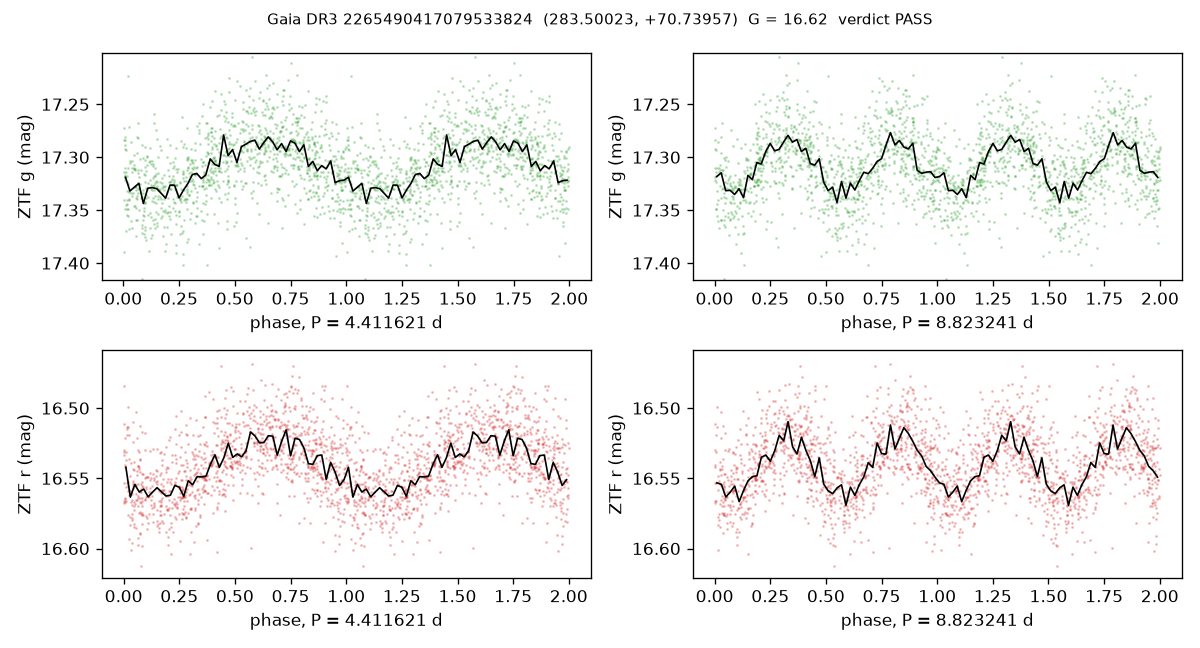 Gaia DR3 2265490417079533824 (283.50023, +70.73957) G = 16.62 verdict PASS
ZTF g (mag)
17.25
17.30
17.35
17.40
0.00 0.25 0.50 0.75 1.00 1.25 1.50 1.75 2.00
phase, P = 4.411621 d
ZTF g (mag)
17.25
17.30
17.35
17.40
0.00 0.25 0.50 0.75 1.00 1.25 1.50 1.75 2.00
phase, P = 8.823241 d
ZTF r (mag)
16.50
16.55
16.60
0.00 0.25 0.50 0.75 1.00 1.25 1.50 1.75 2.00
phase, P = 4.411621 d
ZTF r (mag)
16.50
16.55
16.60
0.00 0.25 0.50 0.75 1.00 1.25 1.50 1.75 2.00
phase, P = 8.823241 d